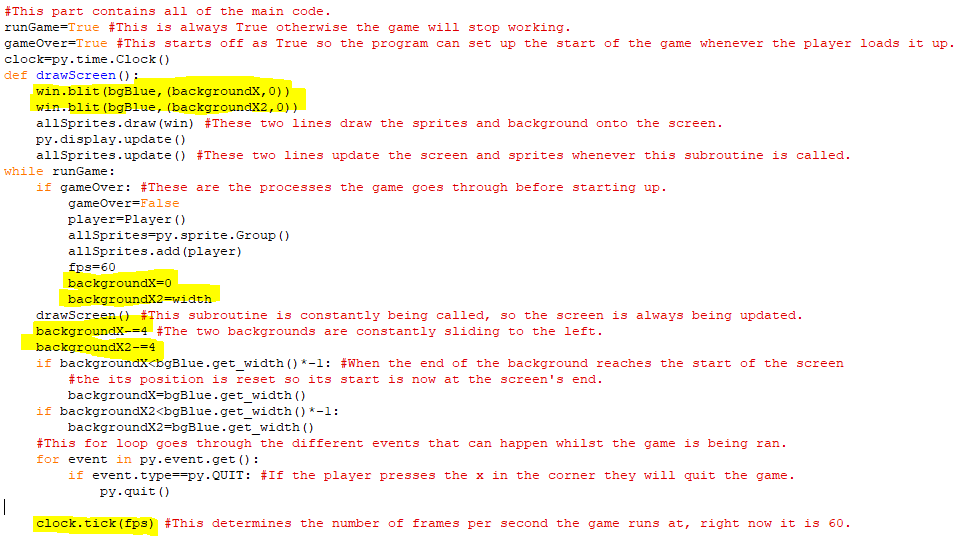 #This part contains all of the main code.
runGame=True #This is always True otherwise the game will stop working.
gameOver=True #This starts off as True so the program can set up the start of the game whenever the player loads it up.
clock=py.time.Clock()
def drawScreen():
    win.blit(bgBlue,(backgroundX,0))
    win.blit(bgBlue,(backgroundX2,0))
    allSprites.draw(win) #These two lines draw the sprites and background onto the screen.
    py.display.update()
    allSprites.update() #These two lines update the screen and sprites whenever this subroutine is called.
while runGame:
    if gameOver: #These are the processes the game goes through before starting up.
        gameOver=False
        player=Player()
        allSprites=py.sprite.Group()
        allSprites.add(player)
        fps=60
        backgroundX=0
        backgroundX2=width
    drawScreen() #This subroutine is constantly being called, so the screen is always being updated.
    backgroundX-=4 #The two backgrounds are constantly sliding to the left.
    backgroundX2-=4
    if backgroundX<bgBlue.get_width()*-1: #When the end of the background reaches the start of the screen
        #the its position is reset so its start is now at the screen's end.
        backgroundX=bgBlue.get_width()
    if backgroundX2<bgBlue.get_width()*-1:
        backgroundX2=bgBlue.get_width()
    #This for loop goes through the different events that can happen whilst the game is being ran.
    for event in py.event.get():
        if event.type==py.QUIT: #If the player presses the x in the corner they will quit the game.
            py.quit()
    clock.tick(fps) #This determines the number of frames per second the game runs at, right now it is 60.